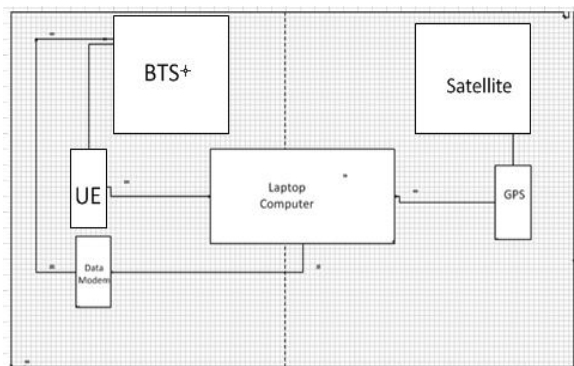 BTS
Satellite
UE
Laptop
Computer
GPS
Data
Modem